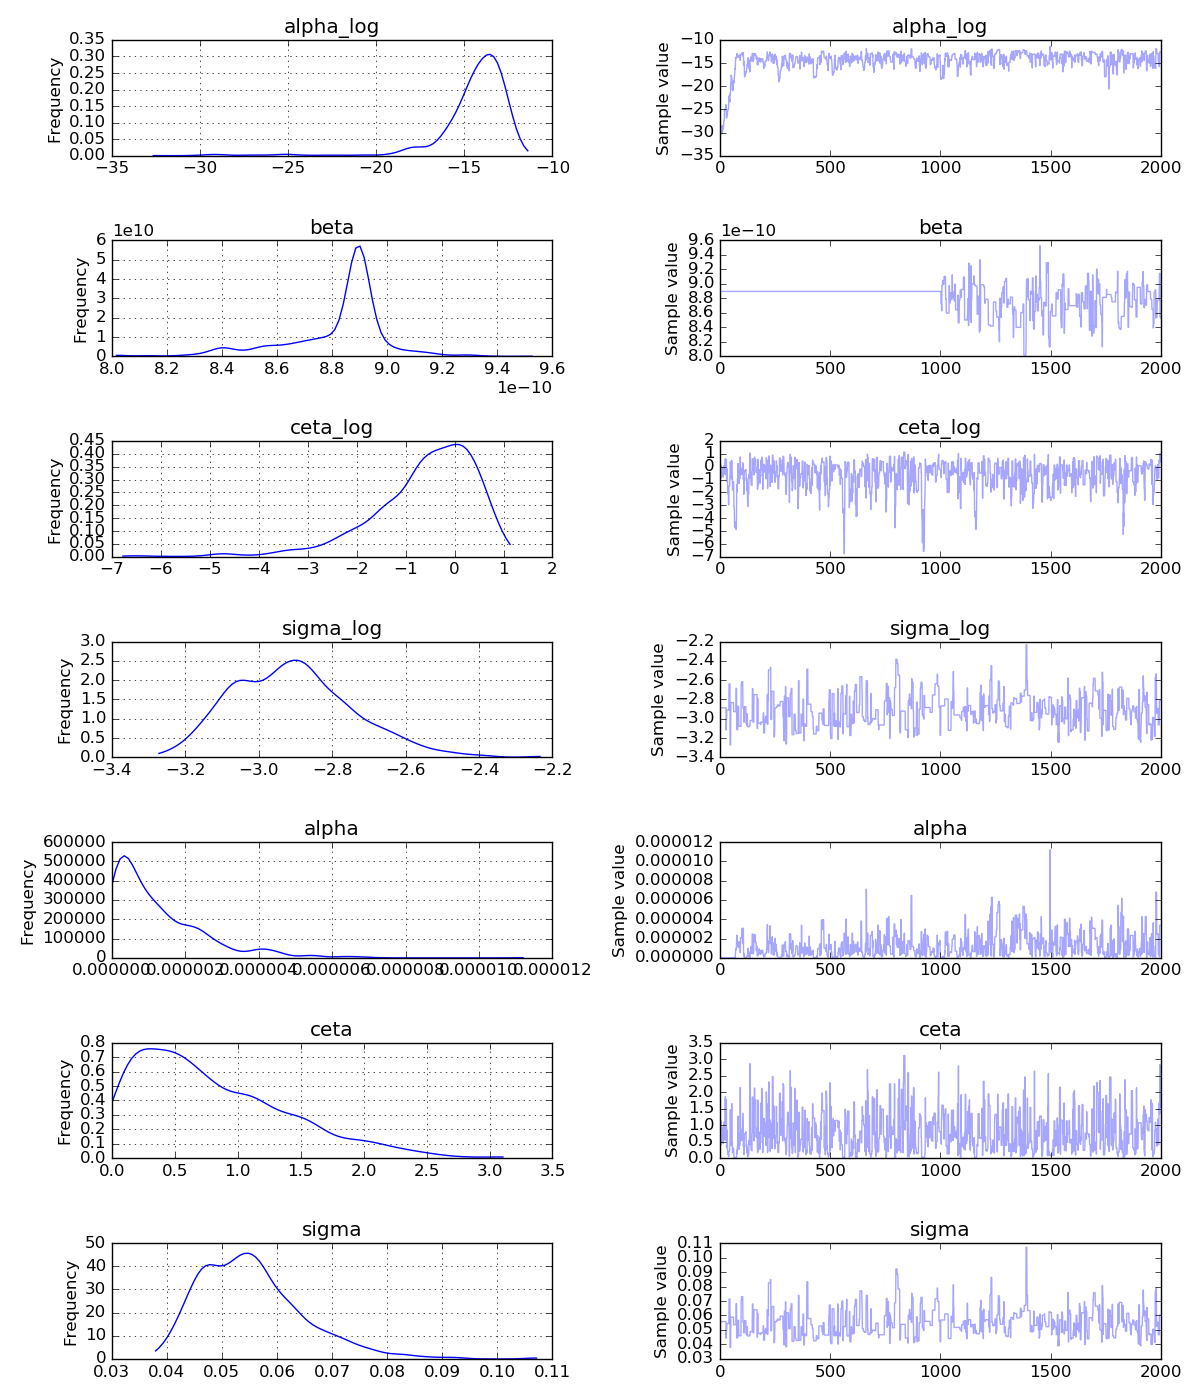 alpha_log
alpha_log
0.35
0.30
0.25
0.20
0.15
0.10
0.05
0.00
Frequency
−35 −30 −25 −20 −15 −10
−10
−15
−20
−25
−30
−35
Sample value
0 500 1000 1500 2000
beta
beta
1e10
6
5
4
3
2
1
0
Frequency
8.0 8.2 8.4 8.6 8.8 9.0 9.2 9.4 9.6
1e−10
1e−10
9.6
9.4
9.2
9.0
8.8
8.6
8.4
8.2
8.0
Sample value
0 500 1000 1500 2000
ceta_log
ceta_log
0.45
0.40
0.35
0.30
0.25
0.20
0.15
0.10
0.05
0.00
Frequency
−7 −6 −5 −4 −3 −2 −1 0 1 2
2
1
0
−1
−2
−3
−4
−5
−6
−7
Sample value
0 500 1000 1500 2000
sigma_log
sigma_log
3.0
2.5
2.0
1.5
1.0
0.5
0.0
Frequency
−3.4 −3.2 −3.0 −2.8 −2.6 −2.4 −2.2
−2.2
−2.4
−2.6
−2.8
−3.0
−3.2
−3.4
Sample value
0 500 1000 1500 2000
alpha
alpha
600000
500000
400000
300000
200000
100000
0
Frequency
0.000000 0.000002 0.000004 0.000006 0.000008 0.000010 0.000012
0.000012
0.000010
0.000008
0.000006
0.000004
0.000002
0.000000
Sample value
0 500 1000 1500 2000
ceta
ceta
0.8
0.7
0.6
0.5
0.4
0.3
0.2
0.1
0.0
Frequency
0.0 0.5 1.0 1.5 2.0 2.5 3.0 3.5
3.5
3.0
2.5
2.0
1.5
1.0
0.5
0.0
Sample value
0 500 1000 1500 2000
sigma
sigma
50
40
30
20
10
0
Frequency
0.03 0.04 0.05 0.06 0.07 0.08 0.09 0.10 0.11
0.11
0.10
0.09
0.08
0.07
0.06
0.05
0.04
0.03
Sample value
0 500 1000 1500 2000